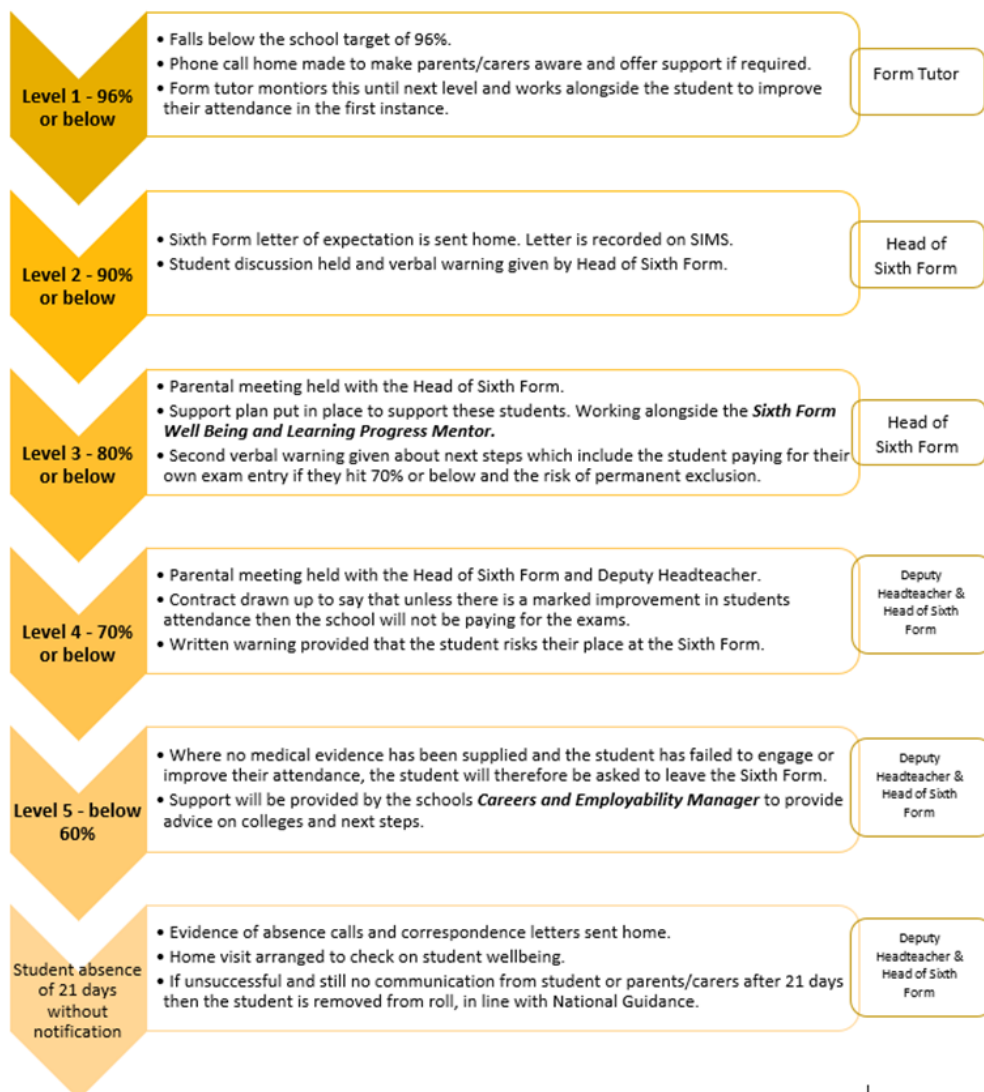 Level 1 - 96%
or below
• Falls below the school target of 96%.
• Phone call home made to make parents/carers aware and offer support if required.
• Form tutor montiors this until next level and works alongside the student to improve
their attendance in the first instance.
Form Tutor
Level 2 - 90%
or below
• Sixth Form letter of expectation is sent home. Letter is recorded on SIMS.
• Student discussion held and verbal warning given by Head of Sixth Form.
Head of
Sixth Form
Level 3 - 80%
or below
• Parental meeting held with the Head of Sixth Form.
• Support plan put in place to support these students. Working alongside the Sixth Form
Well Being and Learning Progress Mentor.
• Second verbal warning given about next steps which include the student paying for their
own exam entry if they hit 70% or below and the risk of permanent exclusion.
Head of
Sixth Form
Level 4 - 70%
or below
• Parental meeting held with the Head of Sixth Form and Deputy Headteacher.
• Contract drawn up to say that unless there is a marked improvement in students
attendance then the school will not be paying for the exams.
• Written warning provided that the student risks their place at the Sixth Form.
Deputy
Headteacher &
Head of Sixth
Form
Level 5 - below
60%
• Where no medical evidence has been supplied and the student has failed to engage or
improve their attendance, the student will therefore be asked to leave the Sixth Form.
• Support will be provided by the schools Careers and Employability Manager to provide
advice on colleges and next steps.
Deputy
Headteacher &
Head of Sixth
Form
Student absence
of 21 days
without
notification
• Evidence of absence calls and correspondence letters sent home.
• Home visit arranged to check on student wellbeing.
• If unsuccessful and still no communication from student or parents/carers after 21 days
then the student is removed from roll, in line with National Guidance.
Deputy
Headteacher &
Head of Sixth
Form